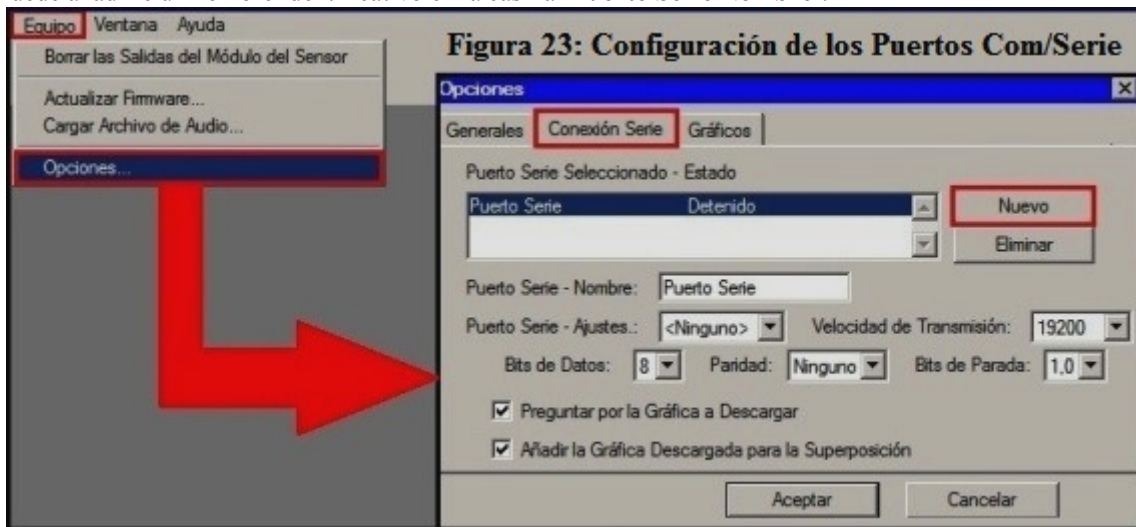 Equipo Ventana Ayuda
Borrar las Salidas del Módulo del Sensor
Actualizar Firmware...
Cargar Archivo de Audio...
Opciones...
Figura 23: Configuración de los Puertos Com/Serie
Opciones
Generales Conexión Serie Gráficos
Puerto Serie Seleccionado - Estado
Puerto Serie Detenido
Nuevo
Eliminar
Puerto Serie - Nombre: Puerto Serie
Puerto Serie - Ajustes.: <Ninguno> Velocidad de Transmisión: 19200
Bits de Datos: 8 Paridad: Ninguno Bits de Parada: 1.0
Preguntar por la Gráfica a Descargar
Añadir la Gráfica Descargada para la Superposición
Aceptar Cancelar